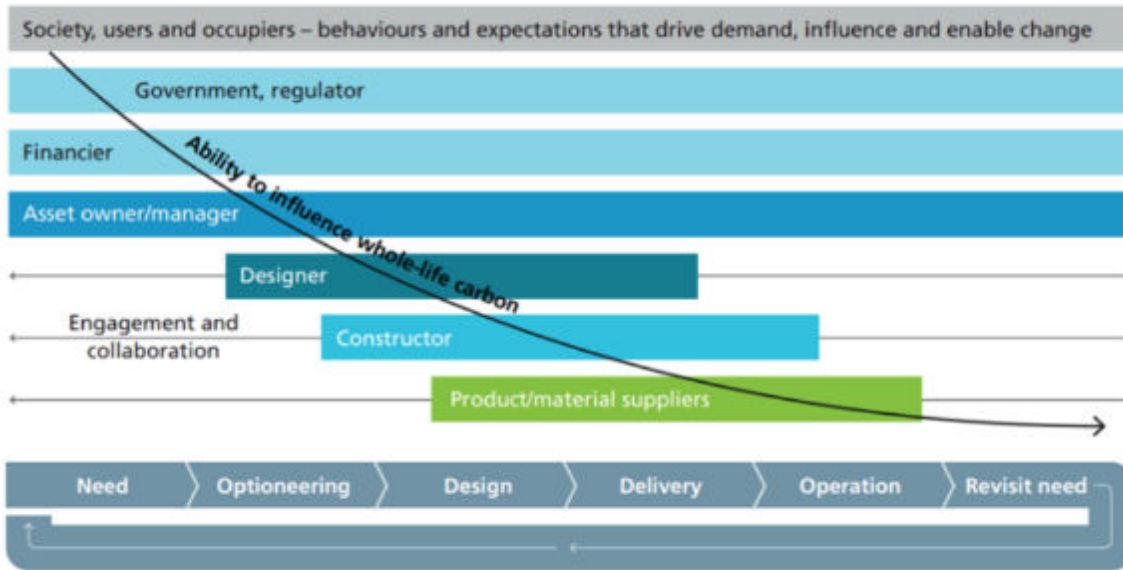 Society, users and occupiers – behaviours and expectations that drive demand, influence and enable change
Government, regulator
Financier
Ability to influence whole-life carbon
Asset owner/manager
Designer
Engagement and
collaboration
Constructor
Product/material suppliers
Need
Optioneering
Design
Delivery
Operation
Revisit need